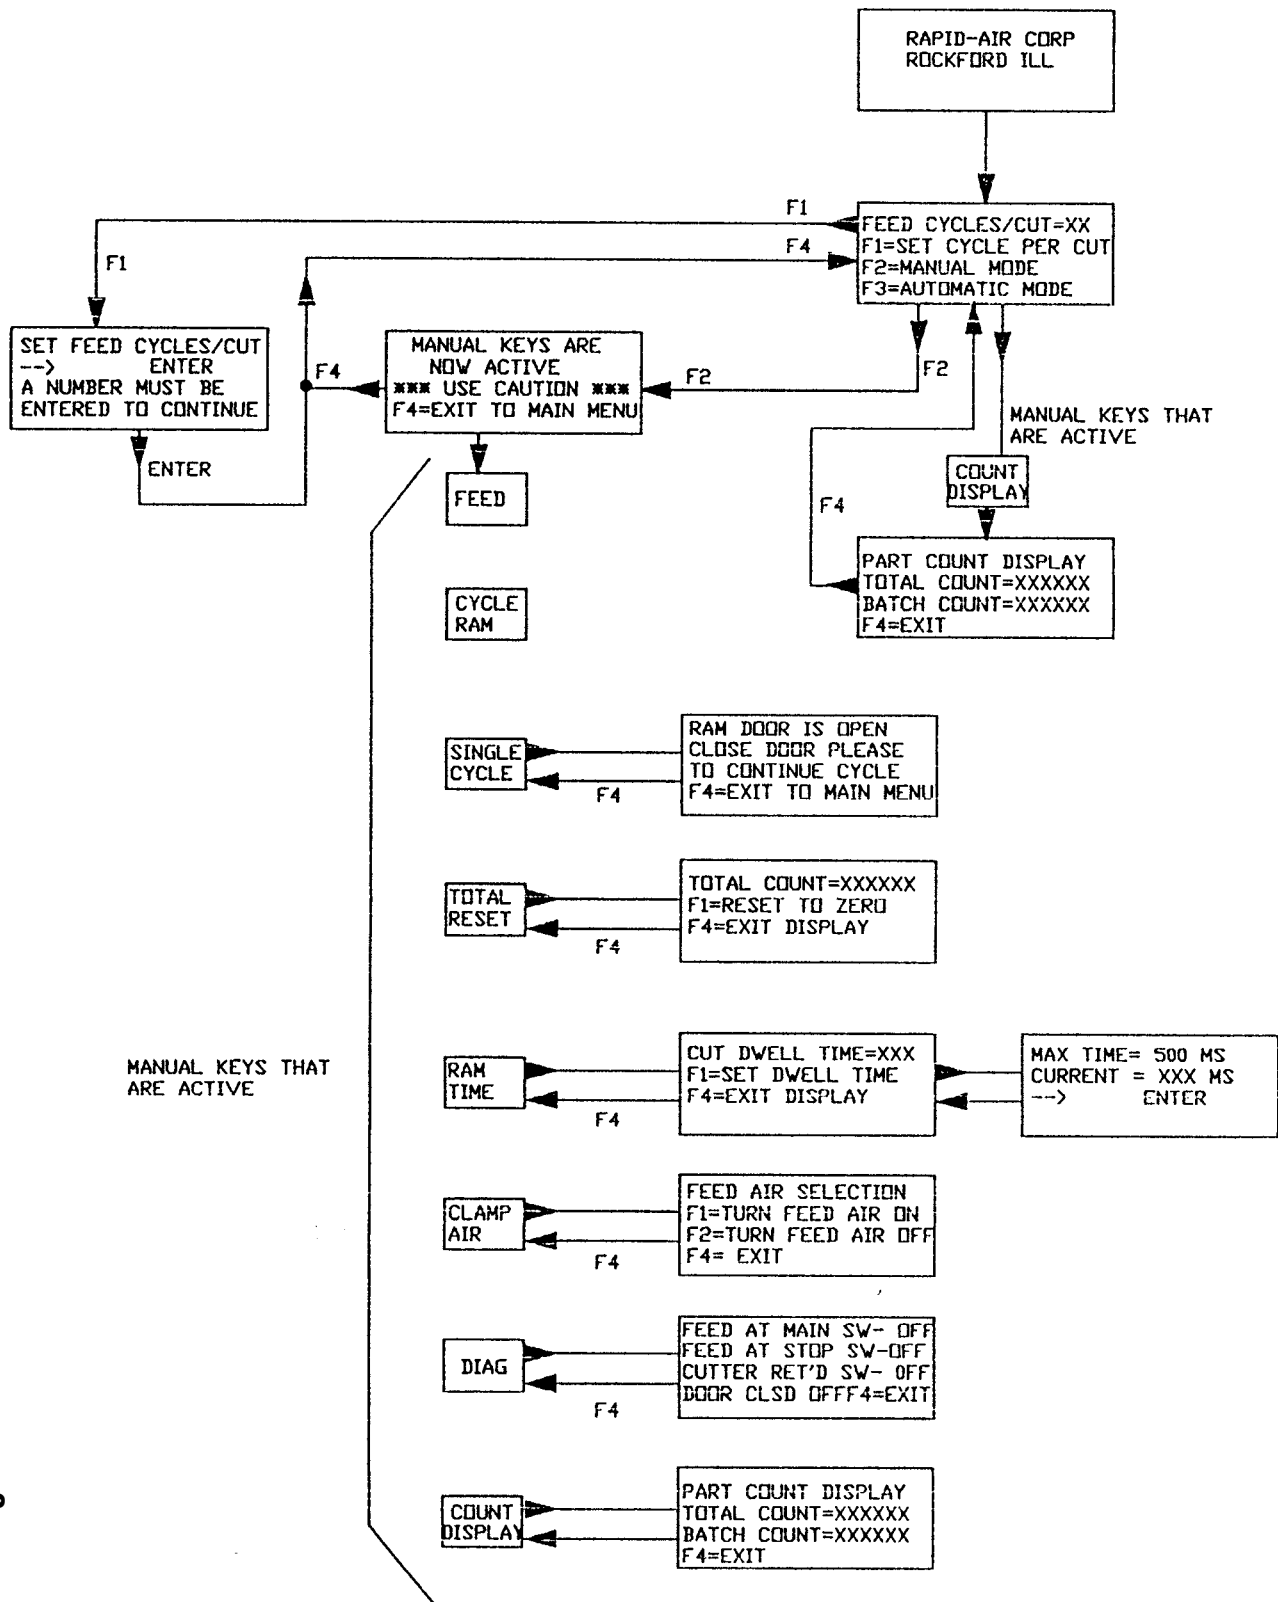 RAPID-AIR CORP
ROCKFORD ILL
F1
FEED CYCLES/CUT=XX
F1=SET CYCLE PER CUT
F2=MANUAL MODE
F3=AUTOMATIC MODE
F4
F1
SET FEED CYCLES/CUT
--> ENTER
A NUMBER MUST BE
ENTERED TO CONTINUE
F4
MANUAL KEYS ARE
NOW ACTIVE
*** USE CAUTION ***
F4=EXIT TO MAIN MENU
F2
F2
MANUAL KEYS THAT
ARE ACTIVE
ENTER
FEED
COUNT
DISPLAY
F4
PART COUNT DISPLAY
TOTAL COUNT=XXXXXX
BATCH COUNT=XXXXXX
F4=EXIT
CYCLE
RAM
SINGLE
CYCLE
F4
RAM DOOR IS OPEN
CLOSE DOOR PLEASE
TO CONTINUE CYCLE
F4=EXIT TO MAIN MENU
TOTAL
RESET
F4
TOTAL COUNT=XXXXXX
F1=RESET TO ZERO
F4=EXIT DISPLAY
MANUAL KEYS THAT
ARE ACTIVE
RAM
TIME
F4
CUT DWELL TIME=XXX
F1=SET DWELL TIME
F4=EXIT DISPLAY
MAX TIME= 500 MS
CURRENT = XXX MS
--> ENTER
CLAMP
AIR
F4
FEED AIR SELECTION
F1=TURN FEED AIR ON
F2=TURN FEED AIR OFF
F4= EXIT
DIAG
F4
FEED AT MAIN SW- OFF
FEED AT STOP SW-OFF
CUTTER RET'D SW- OFF
DOOR CLSD OFFF4=EXIT
COUNT
DISPLAY
PART COUNT DISPLAY
TOTAL COUNT=XXXXXX
BATCH COUNT=XXXXXX
F4=EXIT